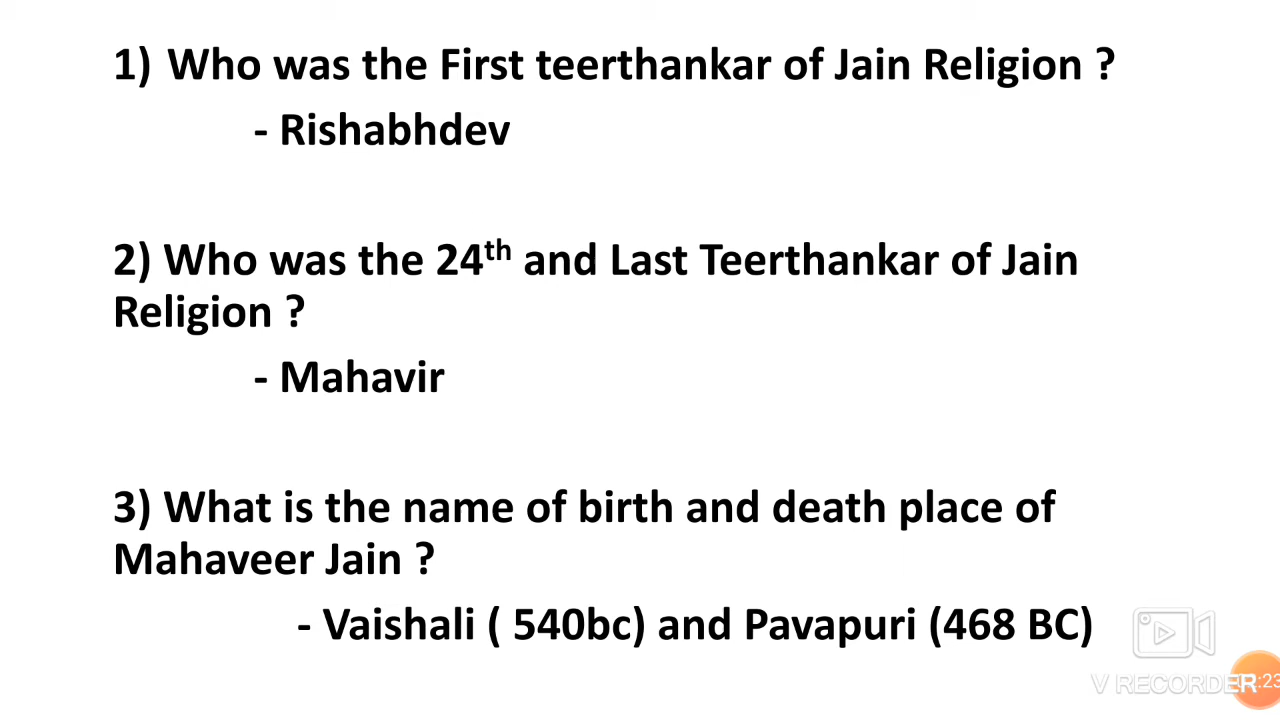 1) Who was the First teerthankar of Jain Religion ?
- Rishabhdev
2) Who was the 24th and Last Teerthankar of Jain
Religion ?
- Mahavir
3) What is the name of birth and death place of
Mahaveer Jain ?
- Vaishali ( 540bc) and Pavapuri (468 BC)
V RECORDER